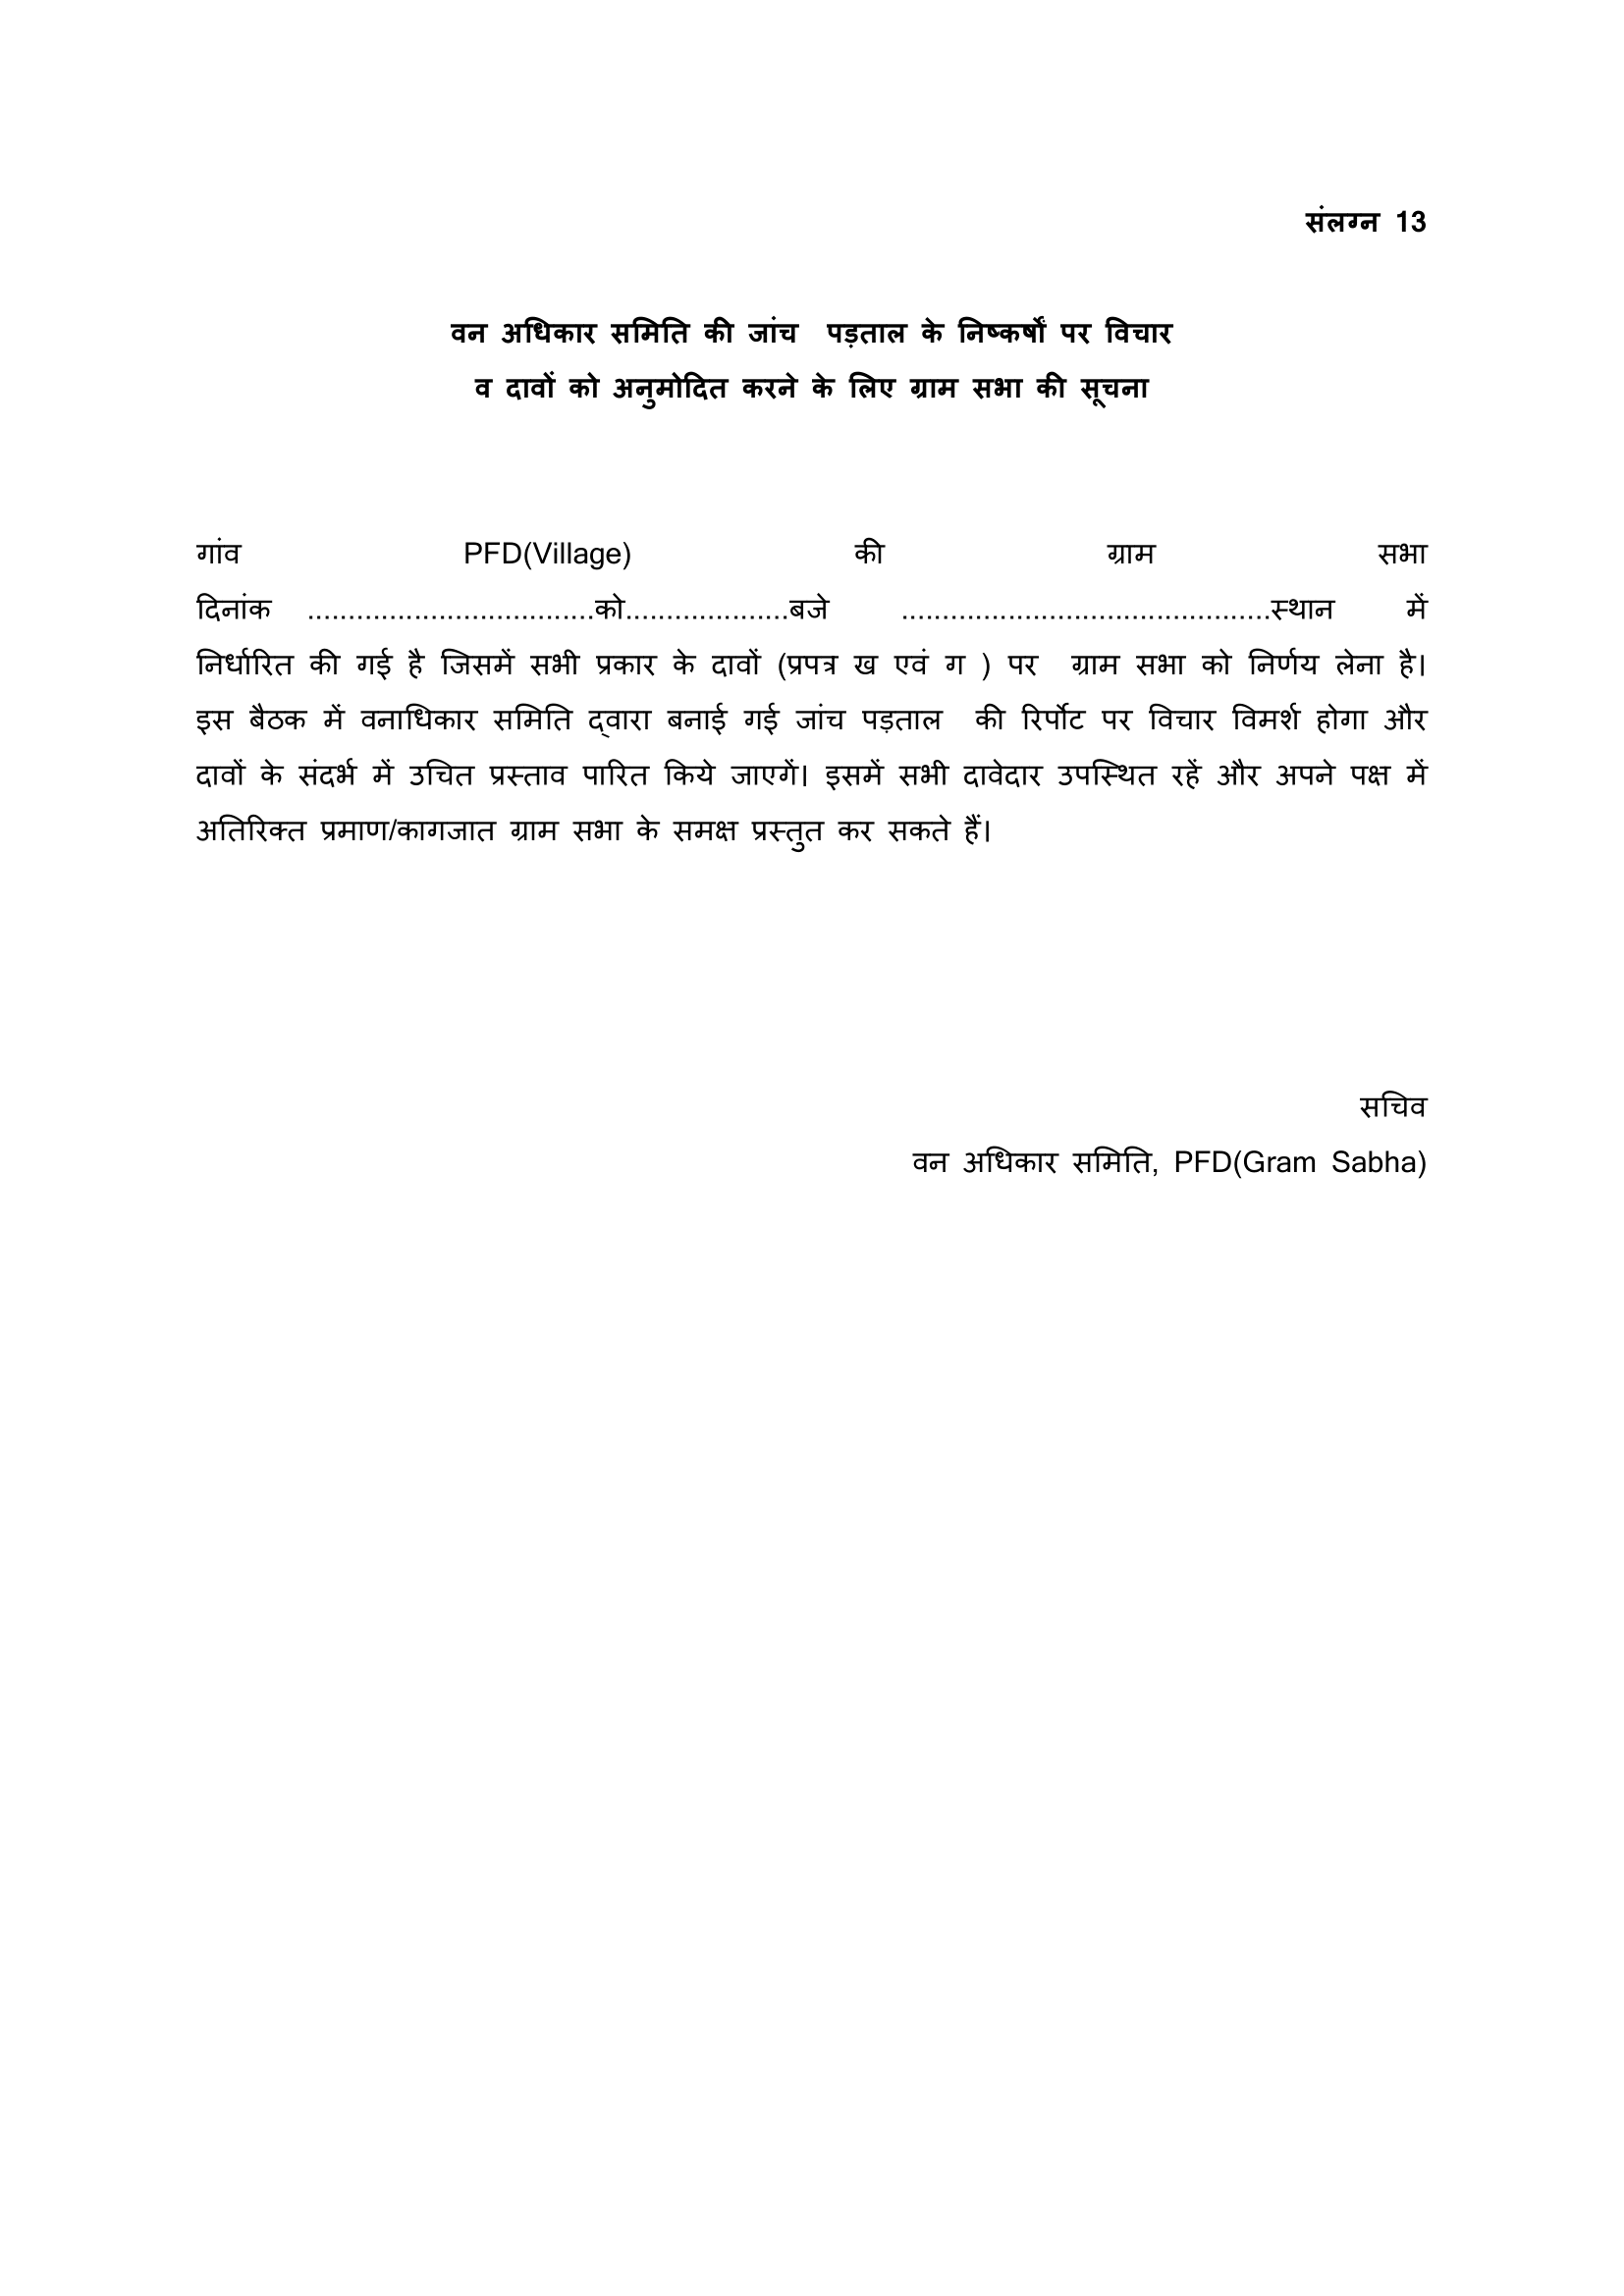 संलग्न 13
वन अधिकार समिति की जांच पड़ताल के निष्कर्षों पर विचार
व दावों को अनुमोदित करने के लिए ग्राम सभा की सूचना
गांव PFD(Village) की ग्राम सभा
दिनांक ...................................को....................बजे .............................................स्थान में
निर्धारित की गई है जिसमें सभी प्रकार के दावों (प्रपत्र ख एवं ग ) पर ग्राम सभा को निर्णय लेना है।
इस बैठक में वनाधिकार समिति द्वारा बनाई गई जांच पड़ताल की रिर्पोट पर विचार विमर्श होगा और
दावों के संदर्भ में उचित प्रस्ताव पारित किये जाएगें। इसमें सभी दावेदार उपस्थित रहें और अपने पक्ष में
अतिरिक्त प्रमाण/कागजात ग्राम सभा के समक्ष प्रस्तुत कर सकते हैं।
सचिव
वन अधिकार समिति, PFD(Gram Sabha)